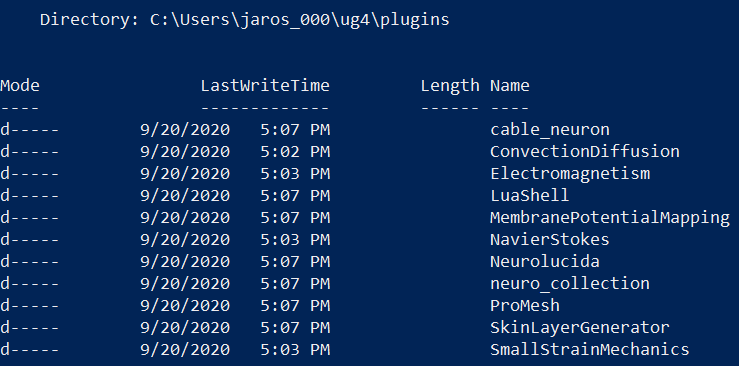 Directory: C:\Users\jaros_000\ug4\plugins
Mode LastWriteTime Length Name
---- ------------- ------ ----
d----- 9/20/2020 5:07 PM cable_neuron
d----- 9/20/2020 5:02 PM ConvectionDiffusion
d----- 9/20/2020 5:03 PM Electromagnetism
d----- 9/20/2020 5:07 PM LuaShell
d----- 9/20/2020 5:07 PM MembranePotentialMapping
d----- 9/20/2020 5:03 PM NavierStokes
d----- 9/20/2020 5:07 PM Neurolucida
d----- 9/20/2020 5:07 PM neuro_collection
d----- 9/20/2020 5:07 PM ProMesh
d----- 9/20/2020 5:07 PM SkinLayerGenerator
d----- 9/20/2020 5:03 PM SmallStrainMechanics